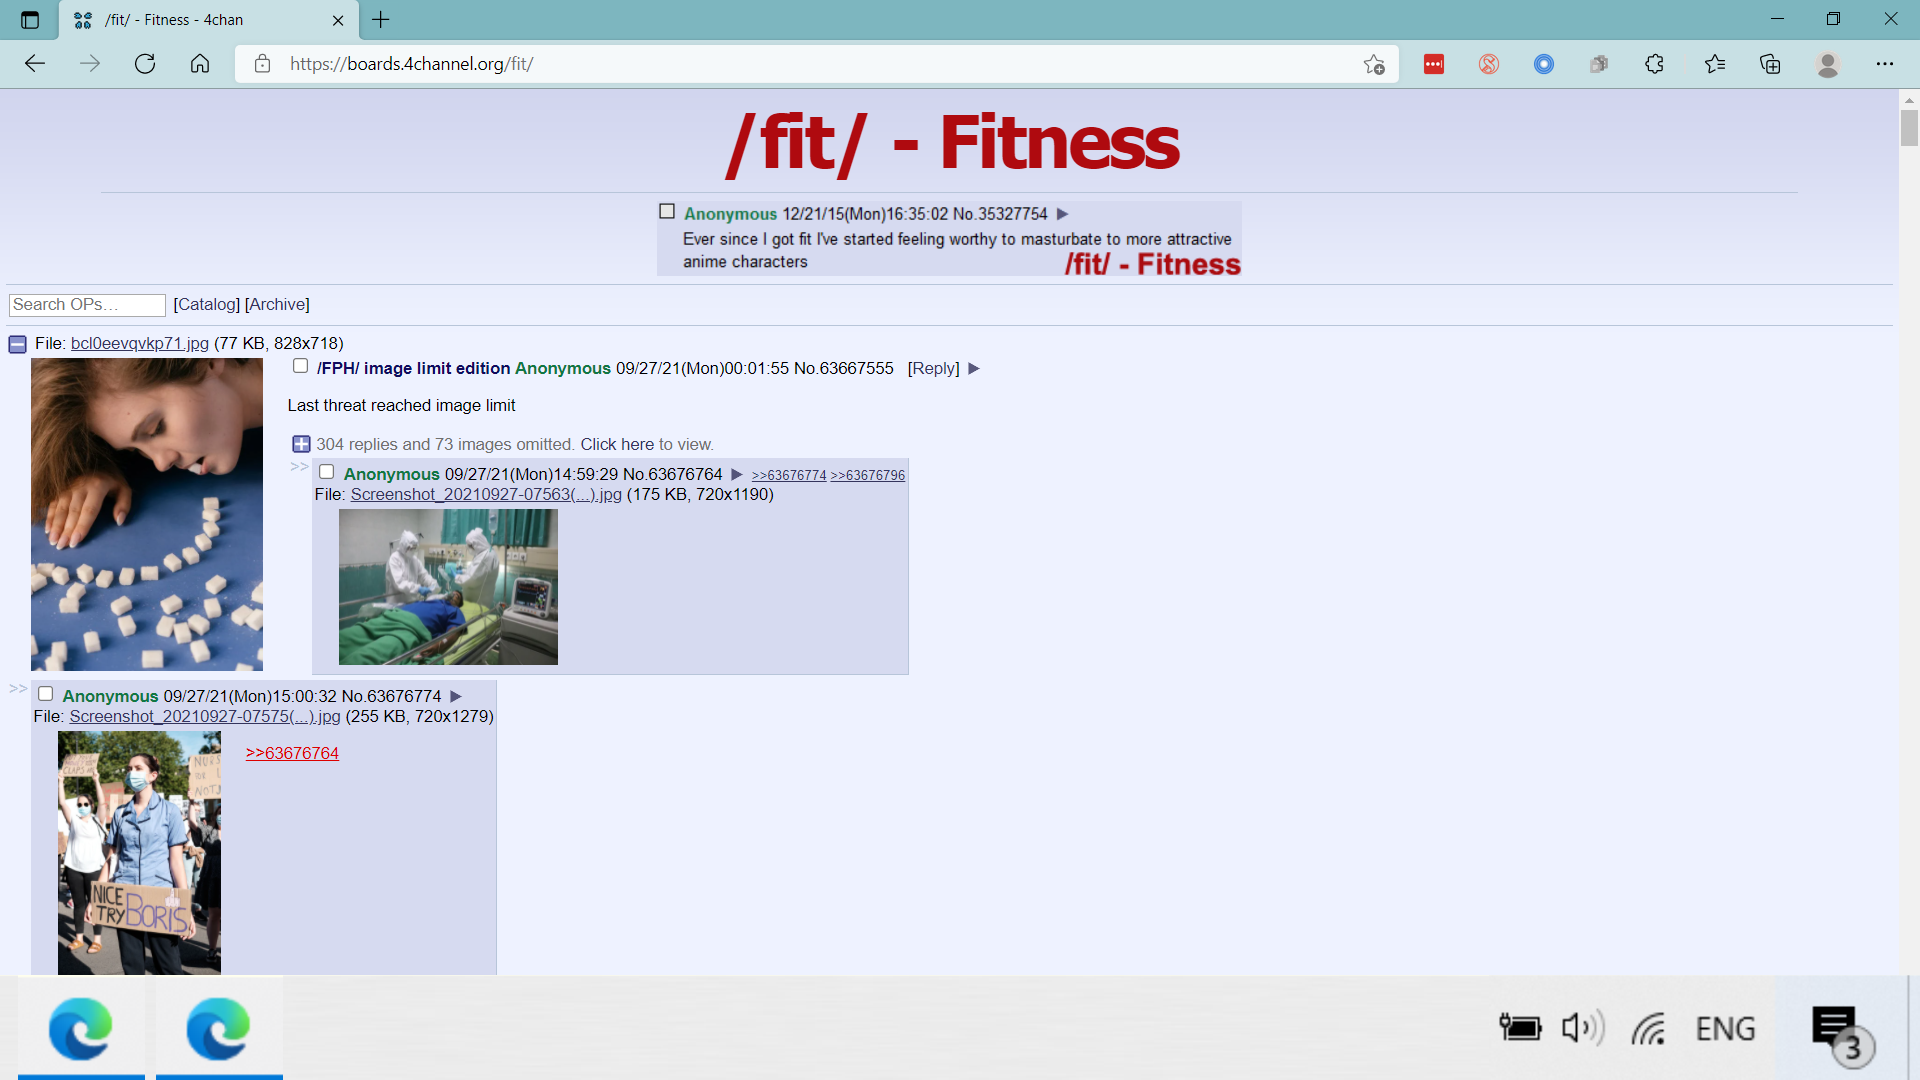 /fit/ - Fitness - 4chan
https://boards.4channel.org/fit/
/fit/ - Fitness
Anonymous 12/21/15(Mon)16:35:02 No.35327754 ▶
Ever since I got fit I've started feeling worthy to masturbate to more attractive
anime characters
/fit/ - Fitness
Search OPs…
[Catalog] [Archive]
File: bcl0eevqvkp71.jpg (77 KB, 828x718)
/FPH/ image limit edition Anonymous 09/27/21(Mon)00:01:55 No.63667555 [Reply] ▶
Last threat reached image limit
304 replies and 73 images omitted. Click here to view.
>> Anonymous 09/27/21(Mon)14:59:29 No.63676764 ▶ >>63676774 >>63676796
File: Screenshot_20210927-07563(...).jpg (175 KB, 720x1190)
>> Anonymous 09/27/21(Mon)15:00:32 No.63676774 ▶
File: Screenshot_20210927-07575(...).jpg (255 KB, 720x1279)
>>63676764
CLAPS
NURS
OR
NOT
NICE
TRY BORIS
ENG
3